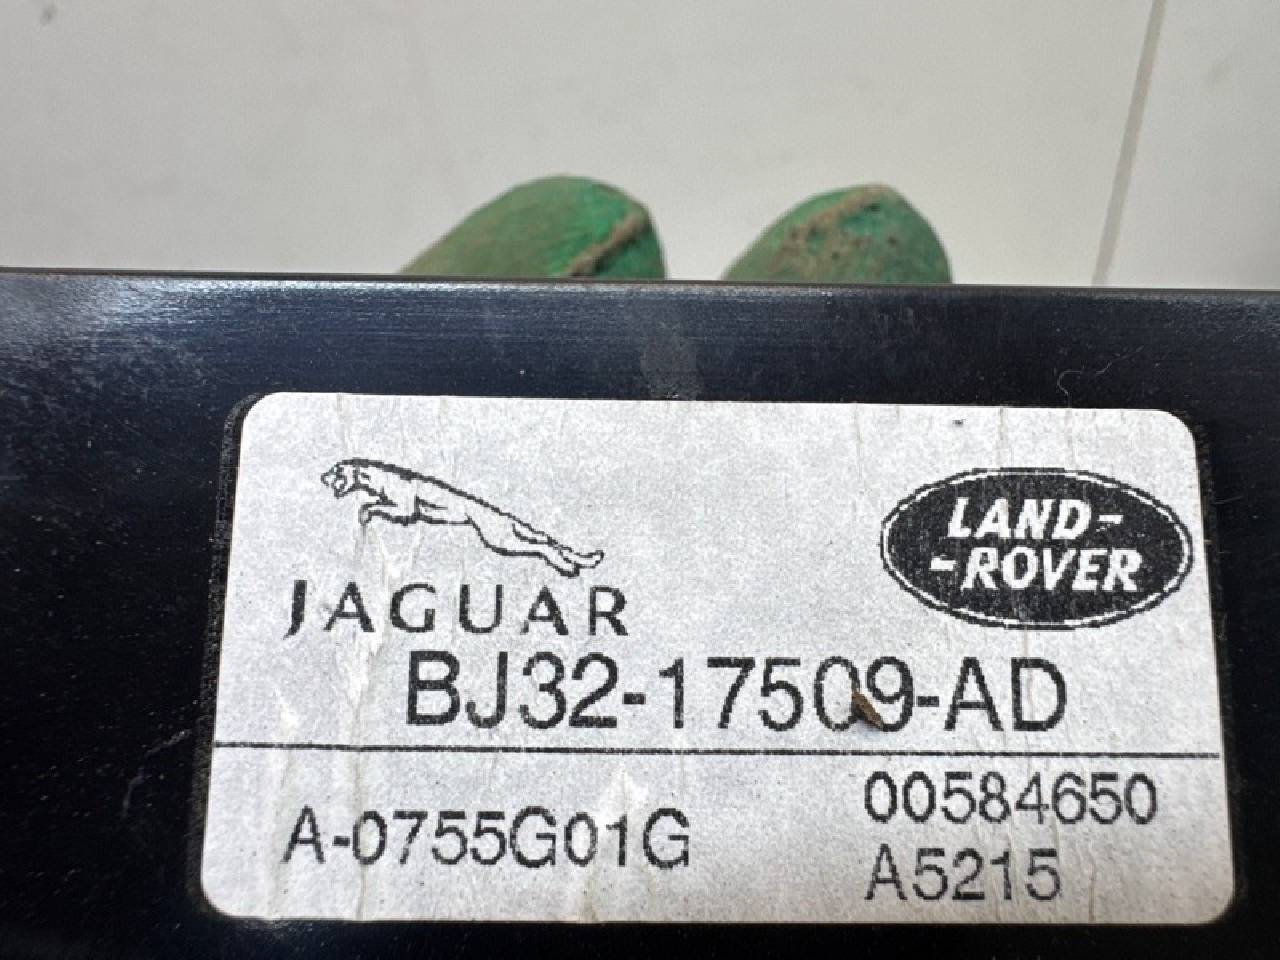 JAGUAR
LAND-
-ROVER
BJ32-17509-AD
A-0755G01G
00584650
A5215